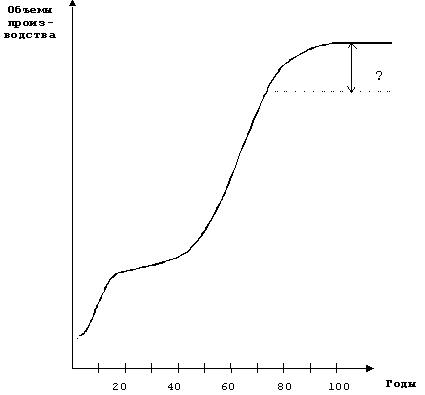 Объемы
произ-
водства
?
20 40 60 80 100
Годы